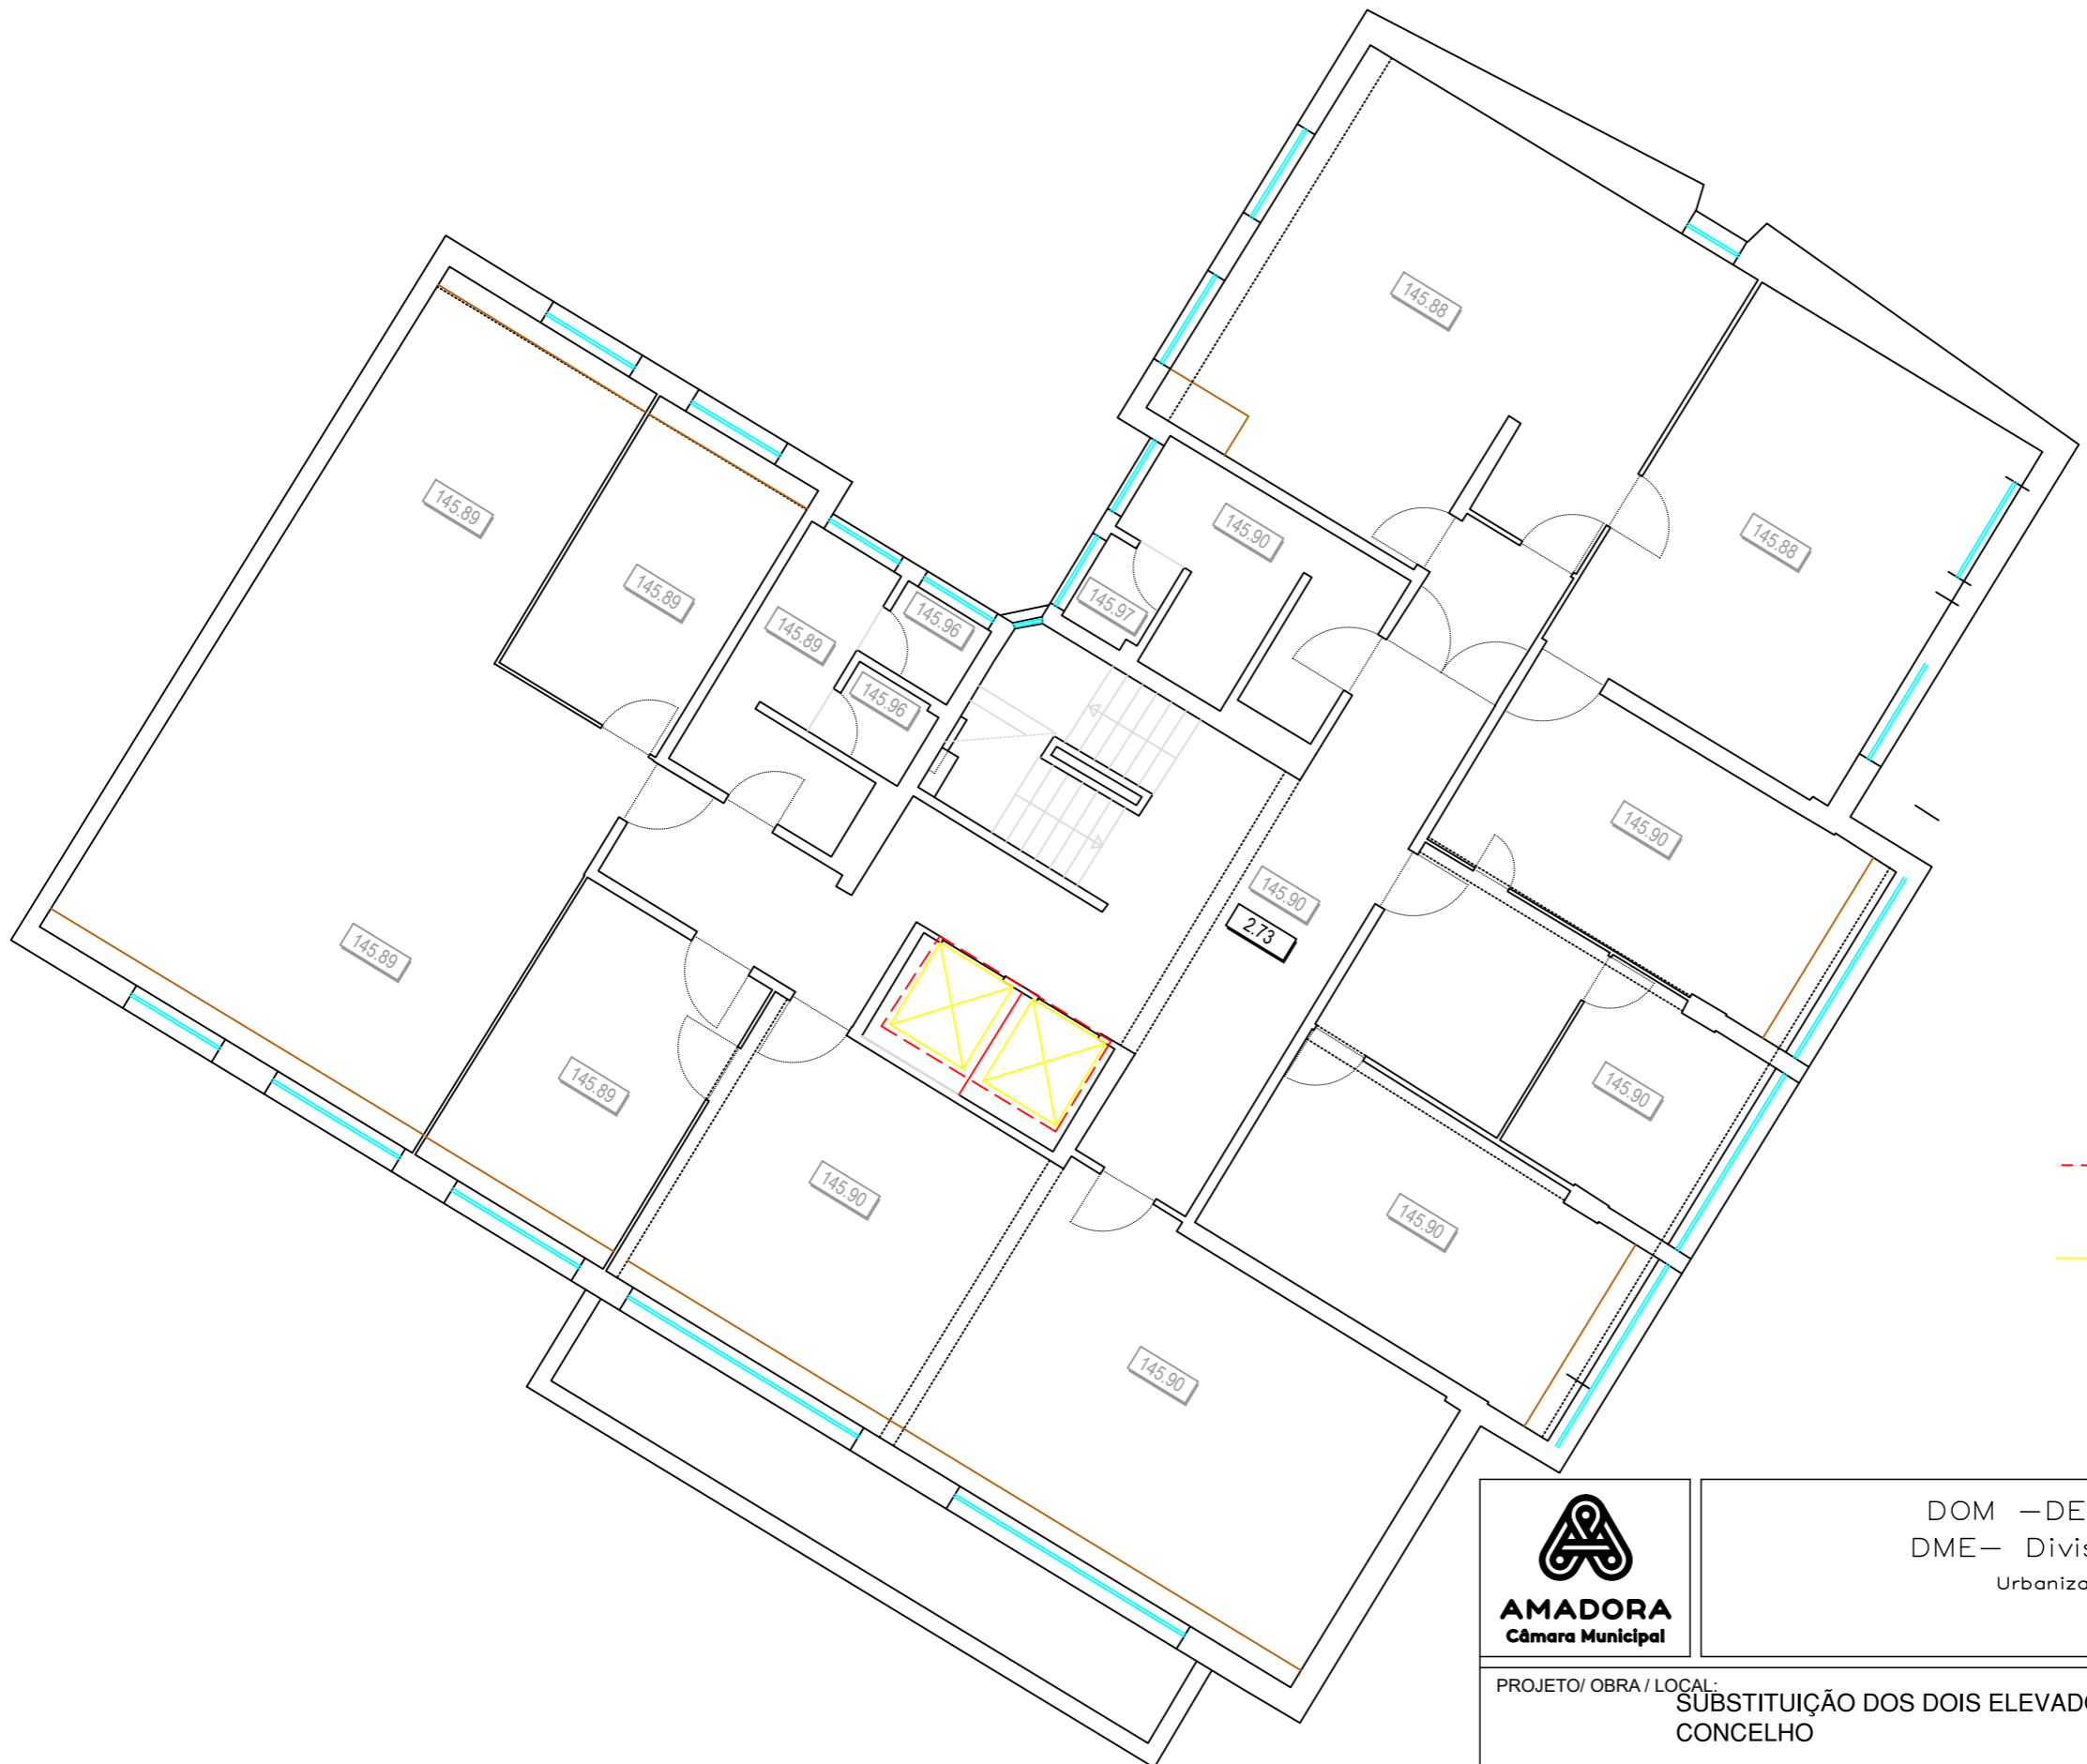 145.88
145.89
145.90
145.88
145.89
145.97
145.96
145.89
145.96
145.90
145.90
2.73
145.89
145.89
145.90
145.90
145.90
145.90
AMADORA
Câmara Municipal
DOM —DE
DME— Divis
Urbaniza
PROJETO/ OBRA / LOCAL:
SUBSTITUIÇÃO DOS DOIS ELEVADO
CONCELHO